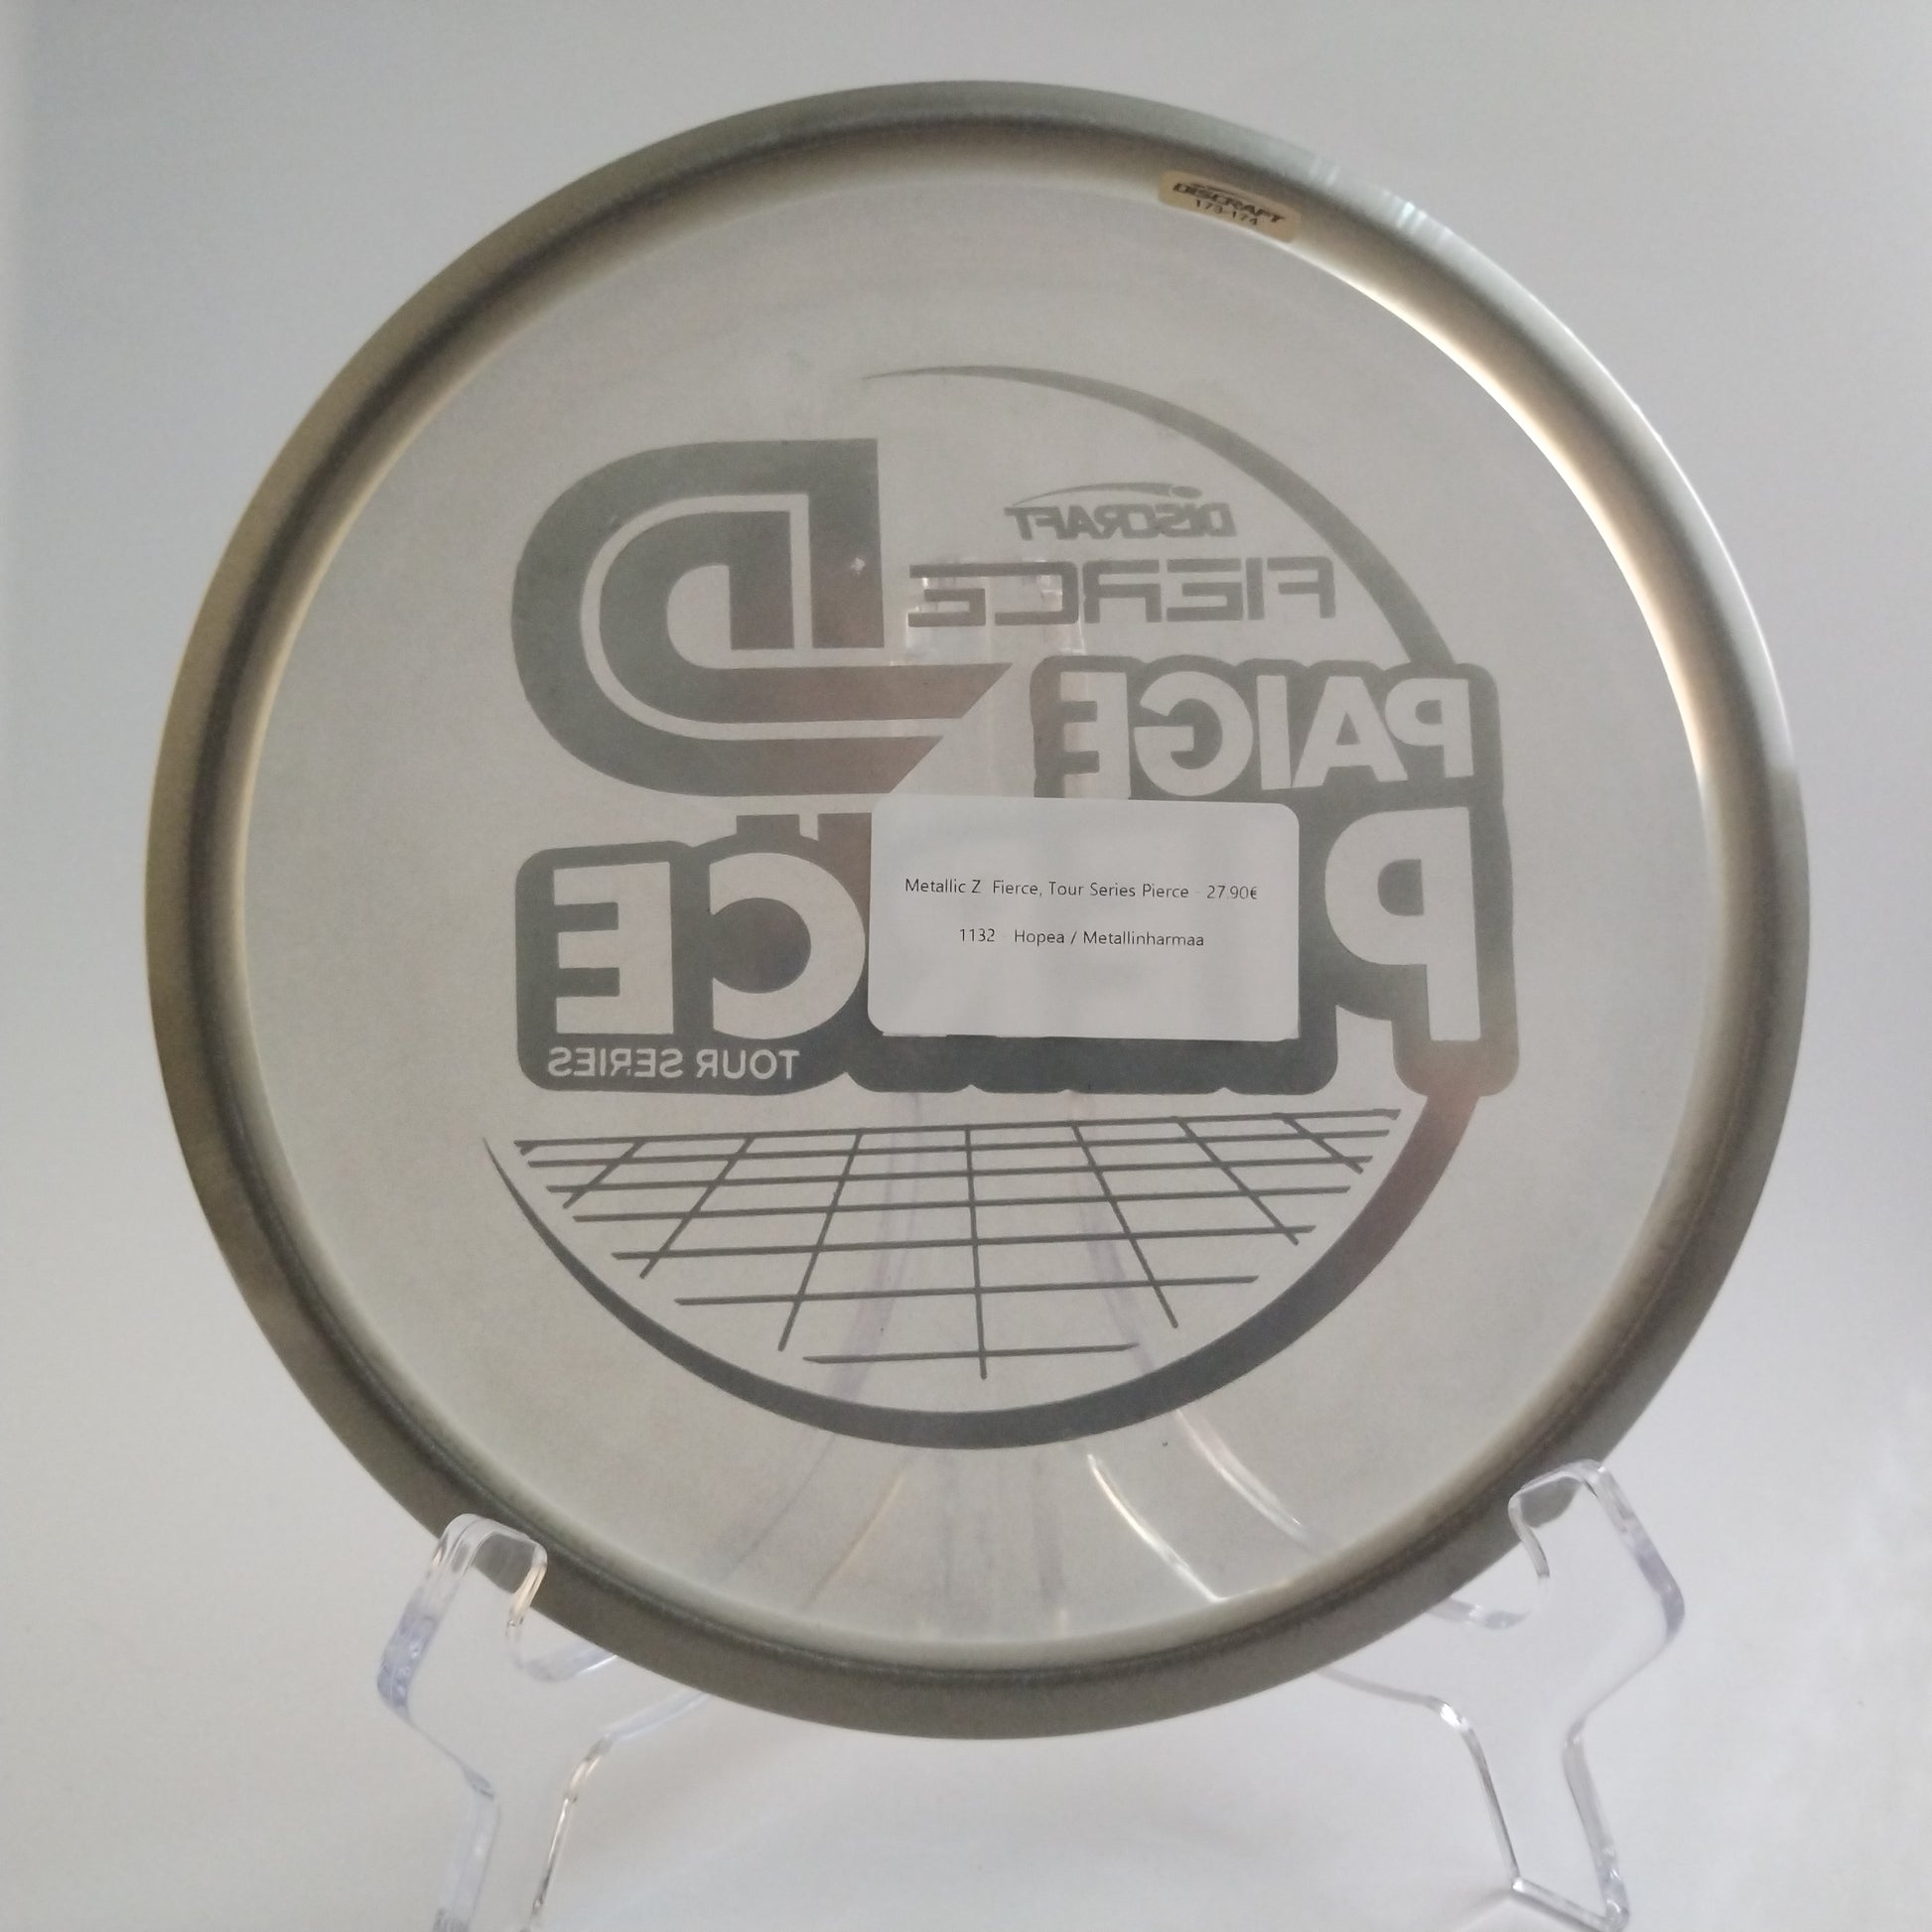 DISCRAFT
173-174
DISCRAFT
FIERCE
PAIGE
P CE
TOUR SERIES
Metallic Z Fierce, Tour Series Pierce - 27.90€
1132 Hopea / Metallinharmaa